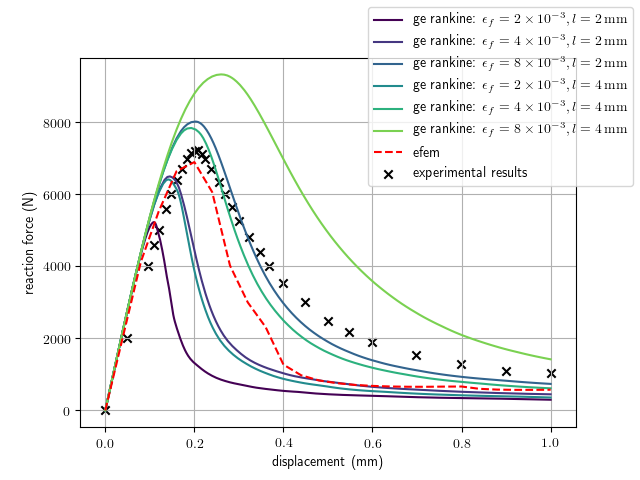 ge rankine: ϵ_f = 2 × 10⁻³, l = 2 mm
ge rankine: ϵ_f = 4 × 10⁻³, l = 2 mm
ge rankine: ϵ_f = 8 × 10⁻³, l = 2 mm
ge rankine: ϵ_f = 2 × 10⁻³, l = 4 mm
ge rankine: ϵ_f = 4 × 10⁻³, l = 4 mm
ge rankine: ϵ_f = 8 × 10⁻³, l = 4 mm
efem
experimental results
8000
6000
4000
2000
0
reaction force (N)
0.0 0.2 0.4 0.6 0.8 1.0
displacement (mm)